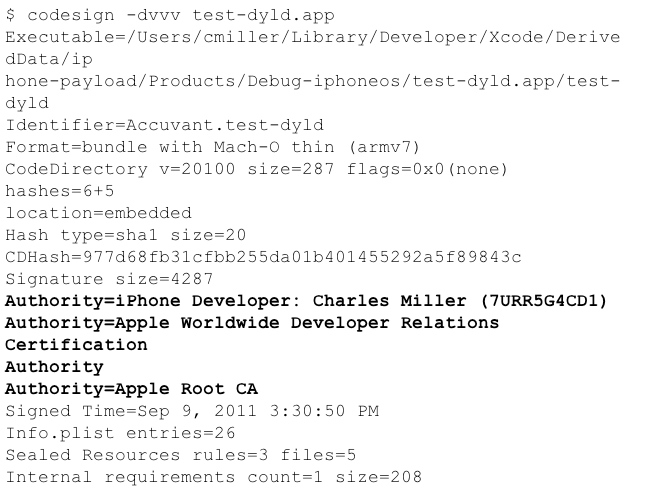 $ codesign -dvvv test-dyld.app
Executable=/Users/cmiller/Library/Developer/Xcode/Derive
dData/ip
hone-payload/Products/Debug-iphoneos/test-dyld.app/test-
dyld
Identifier=Accuvant.test-dyld
Format=bundle with Mach-O thin (armv7)
CodeDirectory v=20100 size=287 flags=0x0(none)
hashes=6+5
location=embedded
Hash type=sha1 size=20
CDHash=977d68fb31cfbb255da01b401455292a5f89843c
Signature size=4287
Authority=iPhone Developer: Charles Miller (7URR5G4CD1)
Authority=Apple Worldwide Developer Relations
Certification
Authority
Authority=Apple Root CA
Signed Time=Sep 9, 2011 3:30:50 PM
Info.plist entries=26
Sealed Resources rules=3 files=5
Internal requirements count=1 size=208